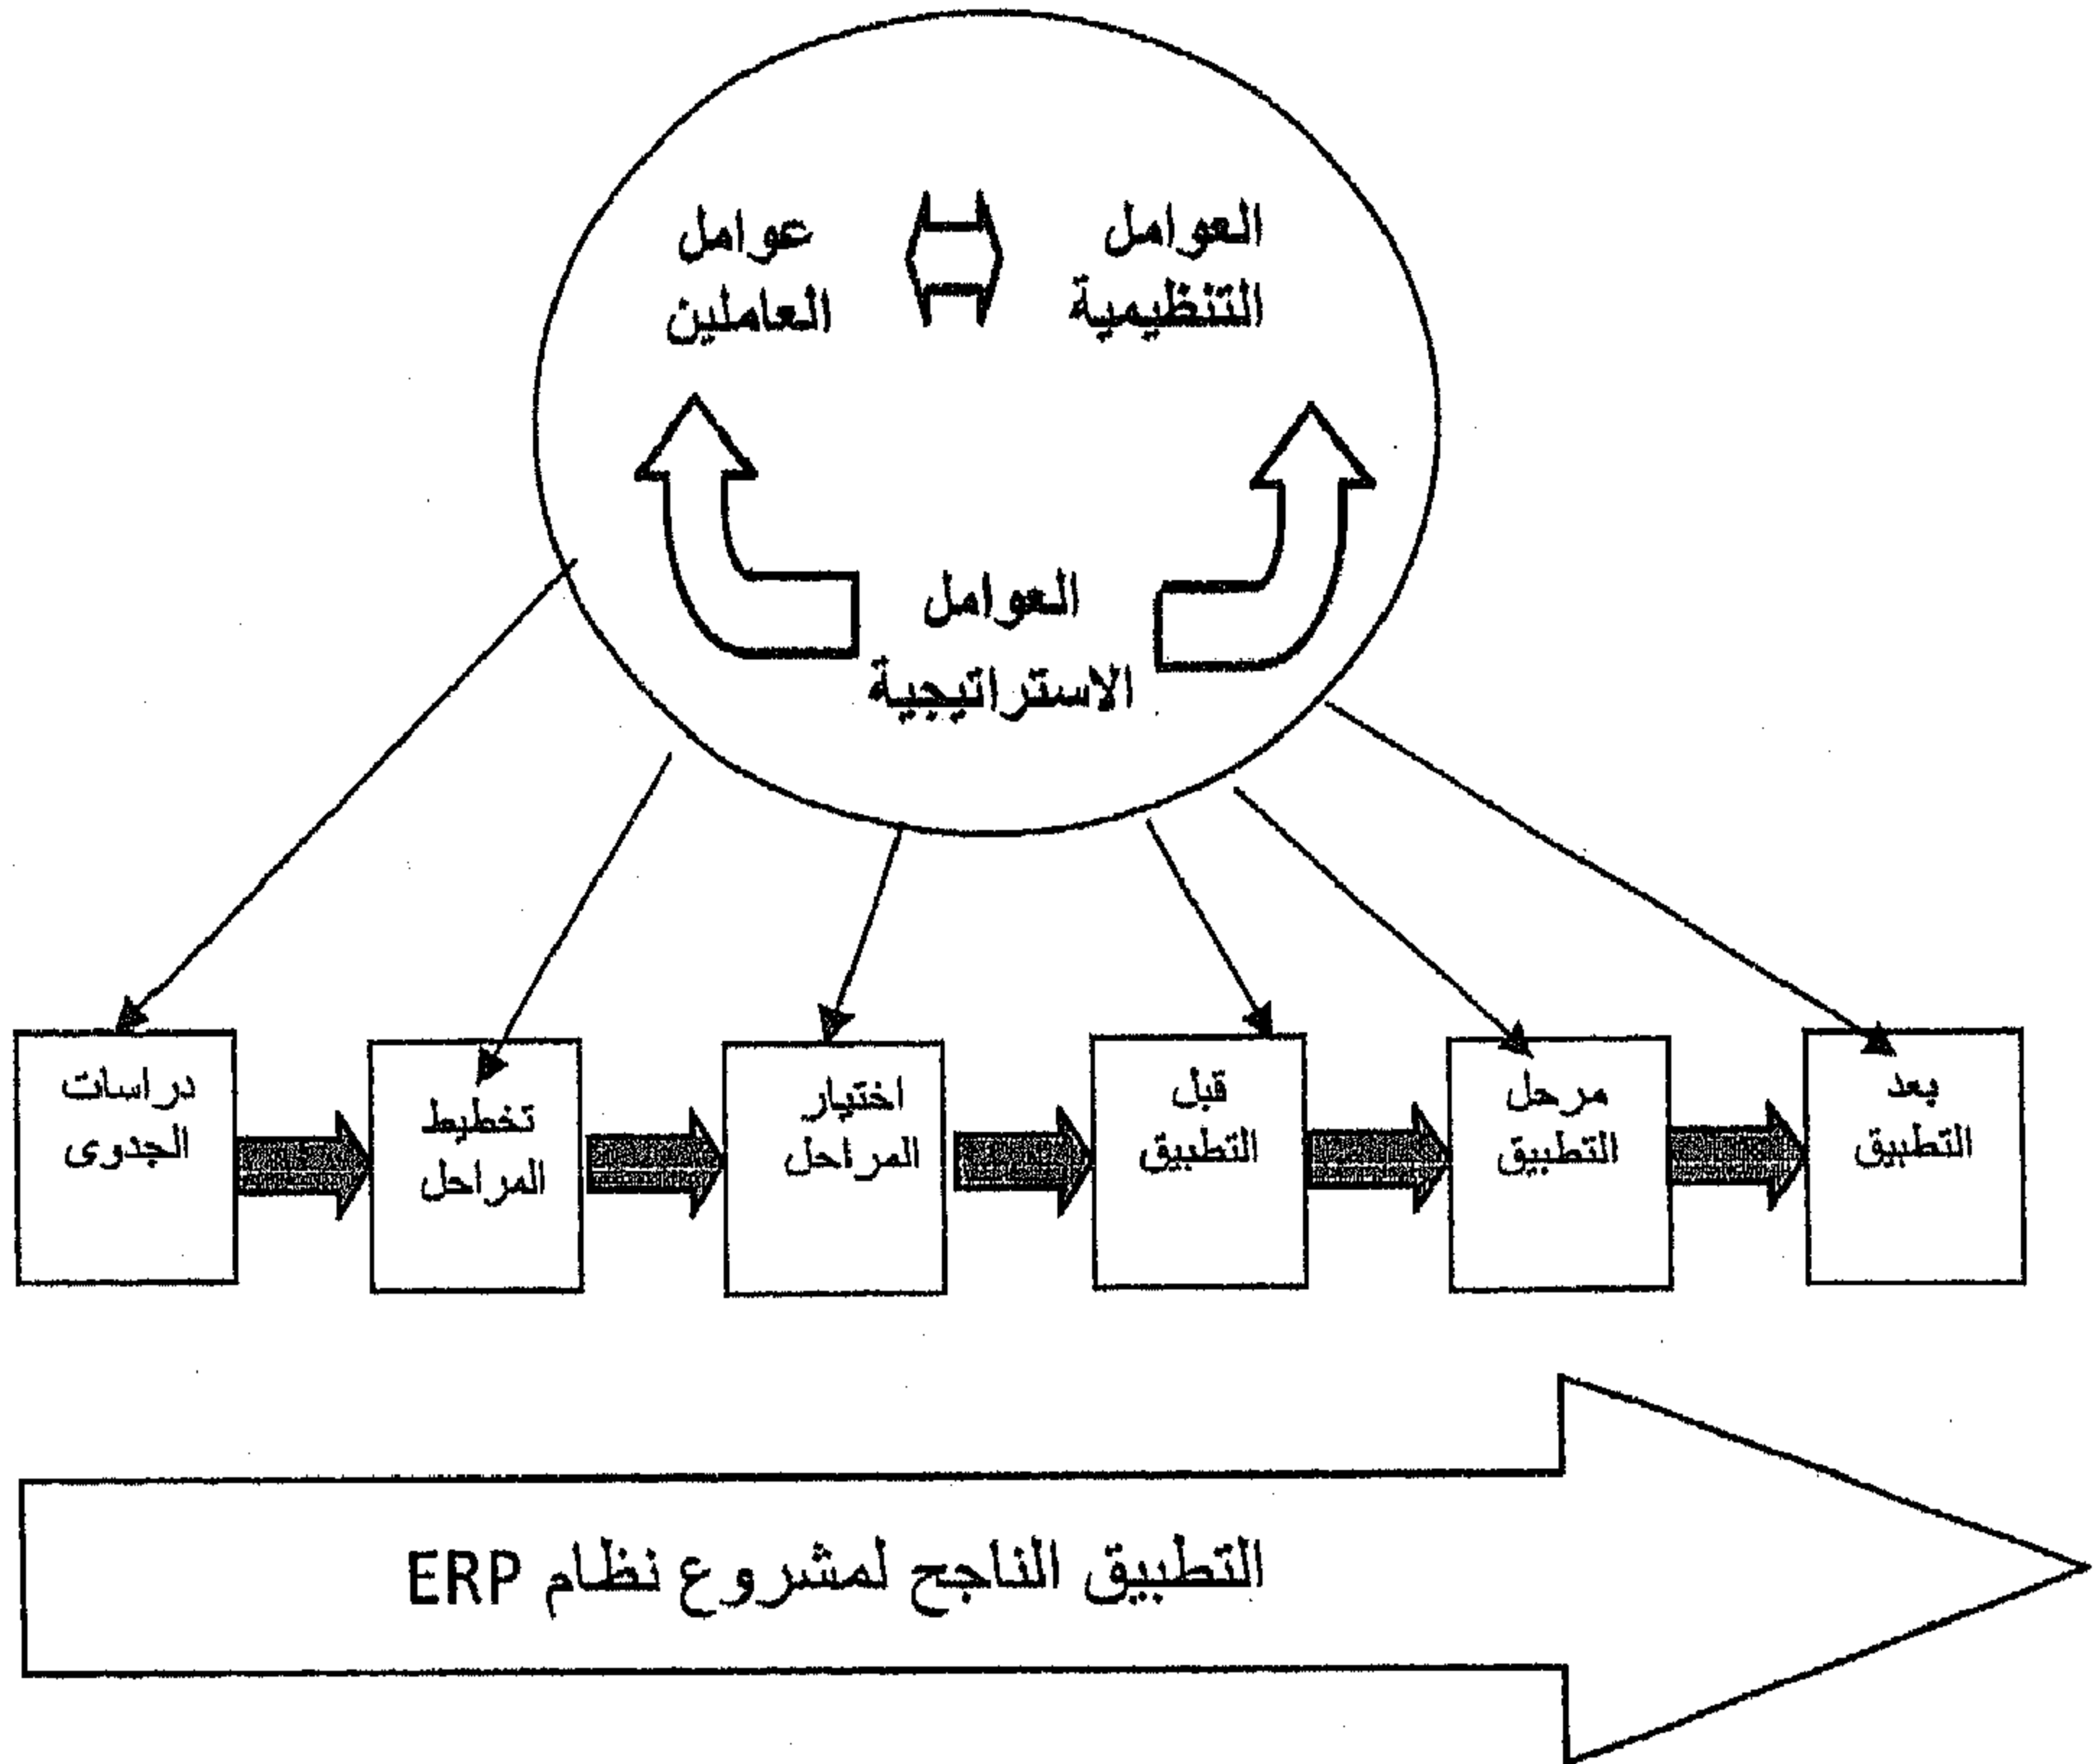 العوامل
التنظيمية
عوامل
العاملين
العوامل
الاستراتيجية
دراسات
الجدوى
تخطيط
المراحل
اختيار
المراحل
قبل
التطبيق
مرحل
التطبيق
بعد
التطبيق
التطبيق الناجح لمشروع نظام ERP